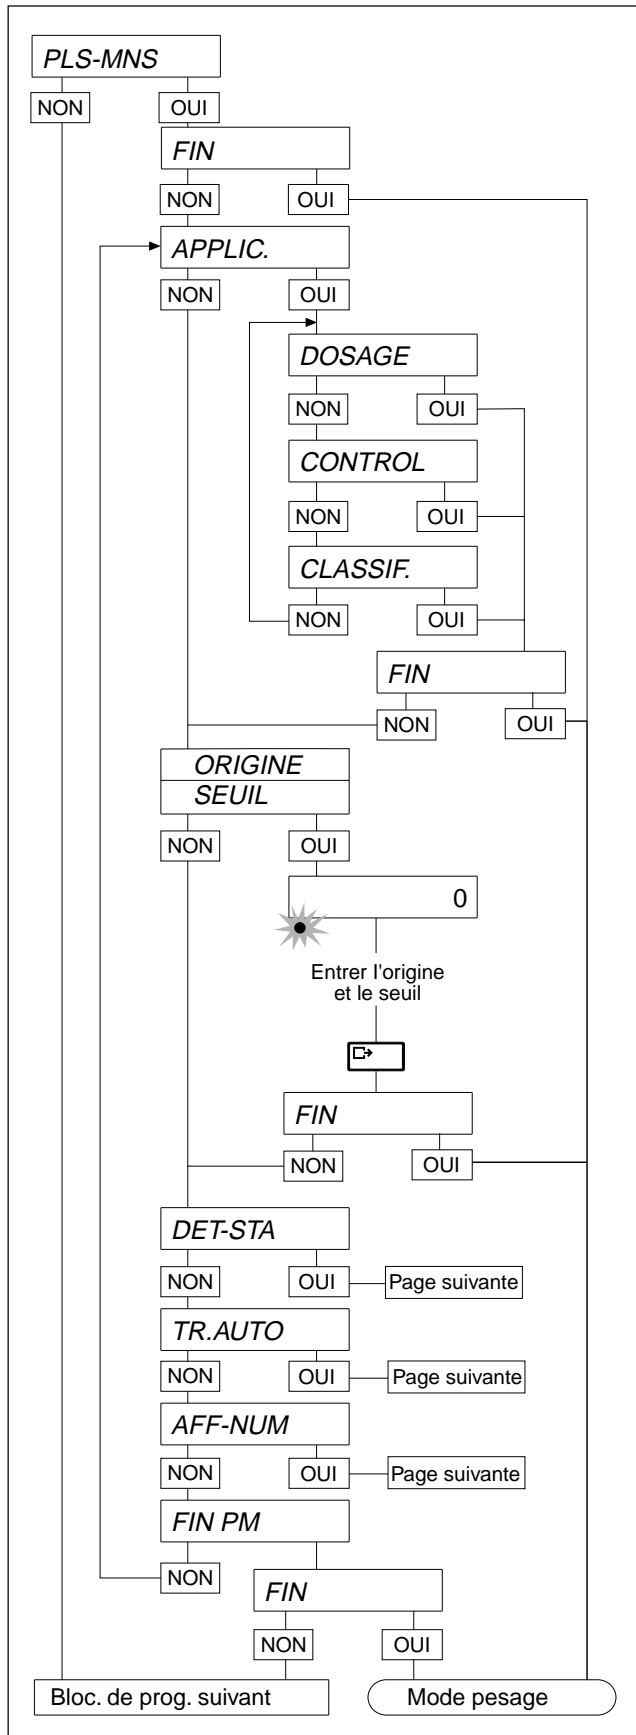 PLS-MNS
NON OUI
FIN
NON OUI
APPLIC.
NON OUI
DOSAGE
NON OUI
CONTROL
NON OUI
CLASSIF.
NON OUI
FIN
NON OUI
ORIGINE
SEUIL
NON OUI
0
Entrer l'origine
et le seuil
FIN
NON OUI
DET-STA
NON OUI Page suivante
TR.AUTO
NON OUI Page suivante
AFF-NUM
NON OUI Page suivante
FIN PM
NON
FIN
NON OUI
Bloc. de prog. suivant Mode pesage